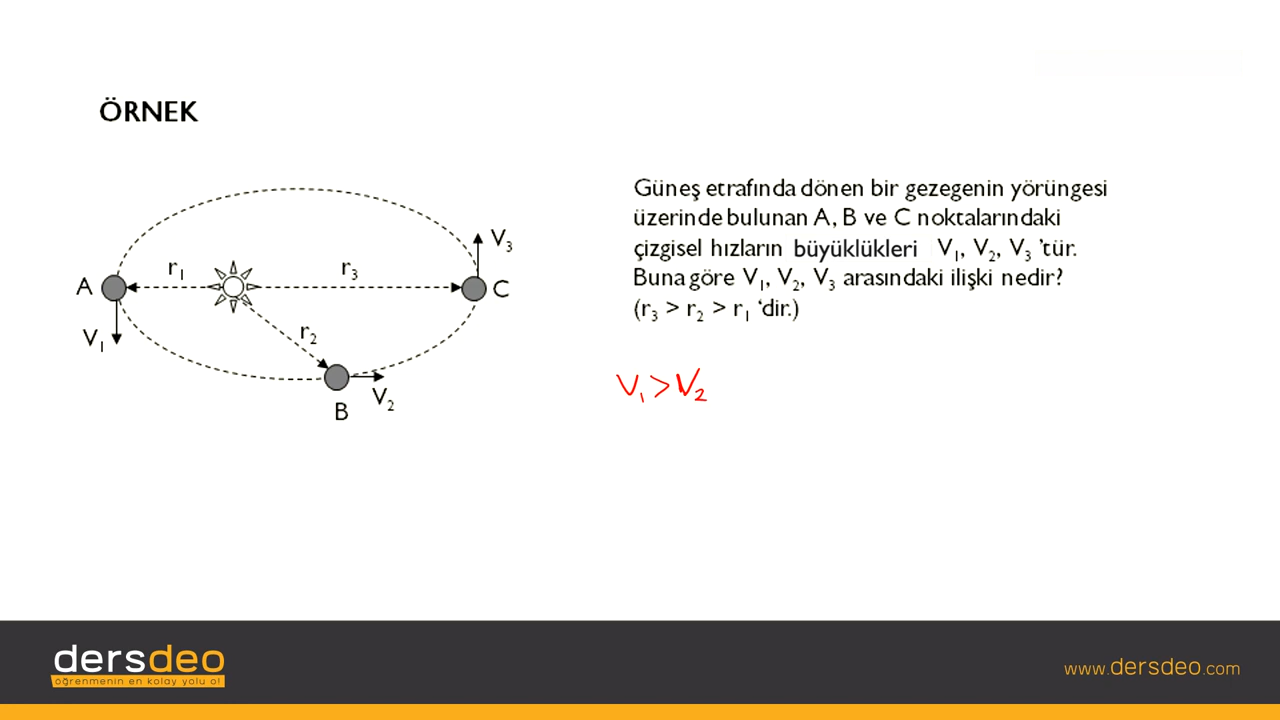 ÖRNEK
Güneş etrafında dönen bir gezegenin yörüngesi
üzerinde bulunan A, B ve C noktalarındaki
çizgisel hızların büyüklükleri V₁, V₂, V₃ 'tür.
Buna göre V₁, V₂, V₃ arasındaki ilişki nedir?
(r₃ > r₂ > r₁ ‘dir.)
V₁ > V₂
A
r₁
r₃
V₃
C
V₁
r₂
V₂
B
dersdeo
öğrenmenin en kolay yolu o!
www.dersdeo.com